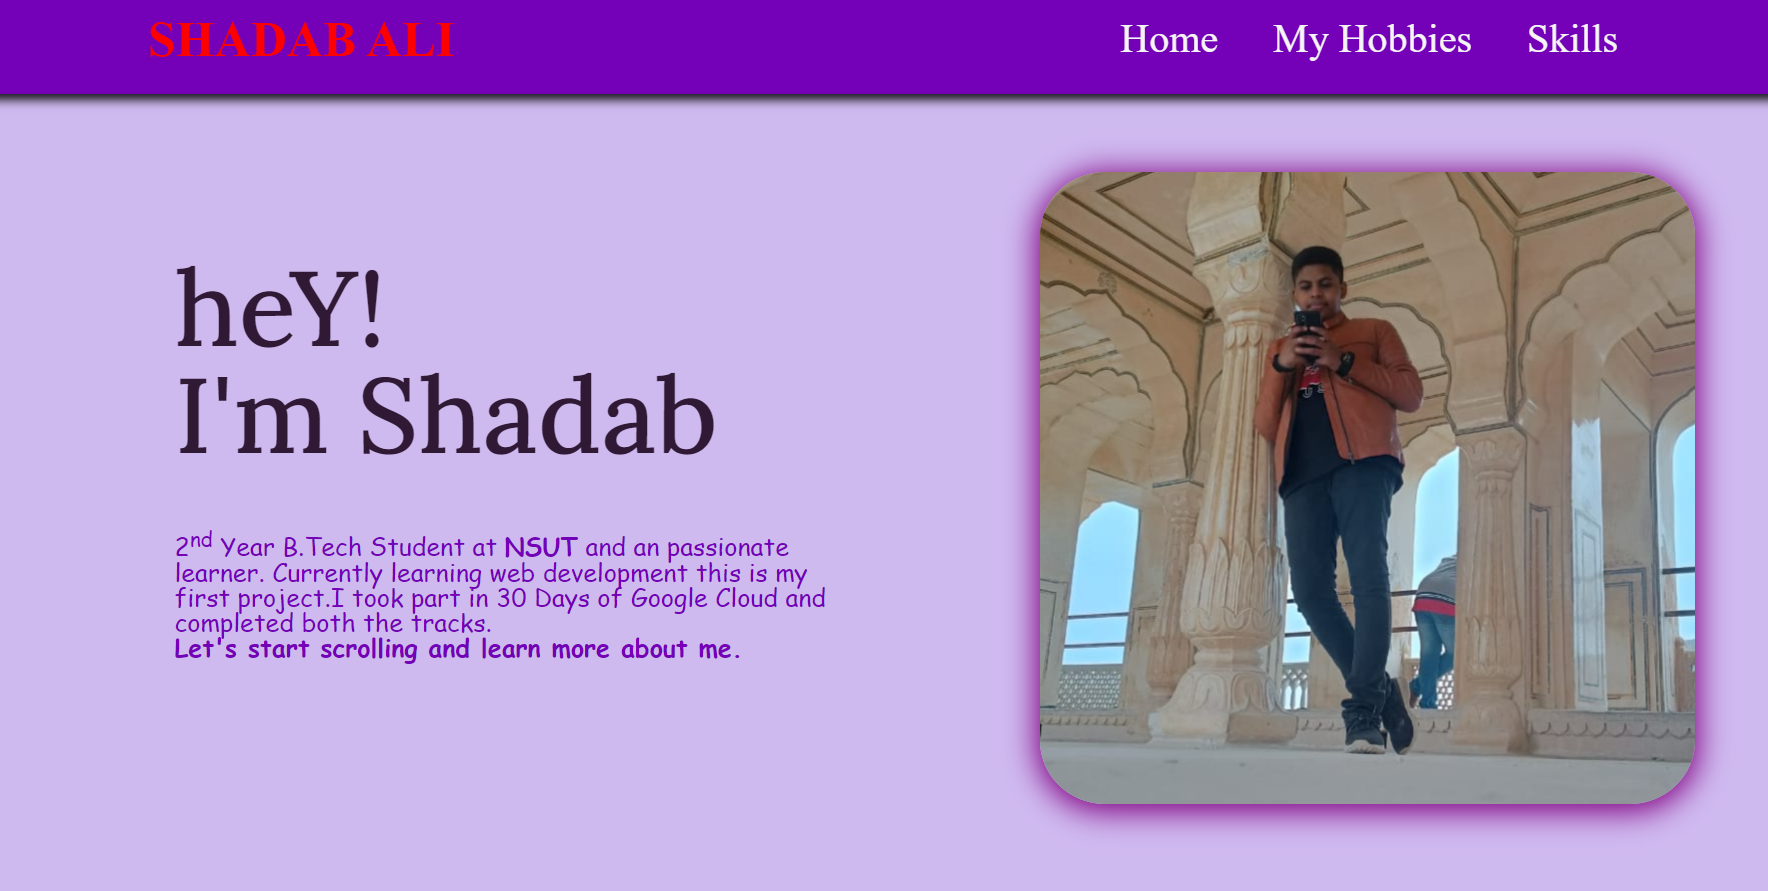 SHADAB ALI
Home My Hobbies Skills
heY!
I'm Shadab
2nd Year B.Tech Student at NSUT and an passionate
learner. Currently learning web development this is my
first project.I took part in 30 Days of Google Cloud and
completed both the tracks.
Let's start scrolling and learn more about me.